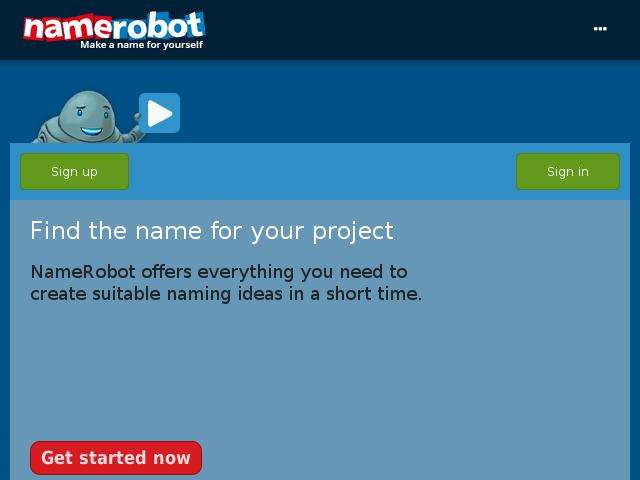 namerobot
Make a name for yourself
Sign up
Sign in
Find the name for your project
NameRobot offers everything you need to
create suitable naming ideas in a short time.
Get started now